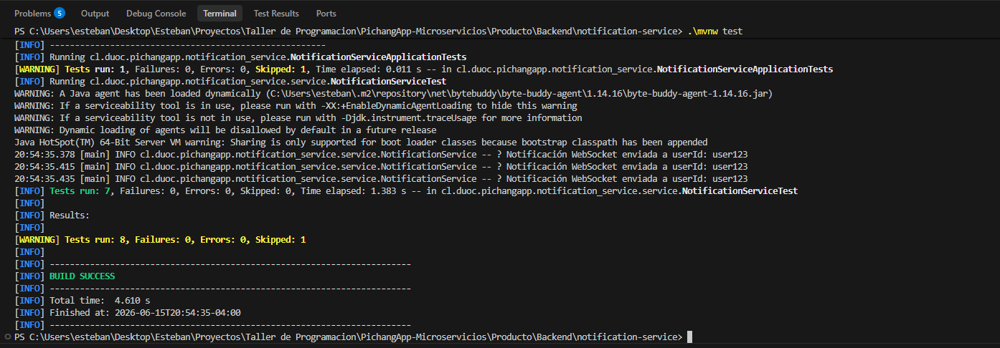 Problems 5 Output Debug Console Terminal Test Results Ports
PS C:\Users\esteban\Desktop\Esteban\Proyectos\Taller de Programacion\PichangApp-Microservicios\Producto\Backend\notification-service> .\mvnw test
[INFO] -------------------------------------------------------
[INFO] Running cl.duoc.pichangapp.notification_service.NotificationServiceApplicationTests
[WARNING] Tests run: 1, Failures: 0, Errors: 0, Skipped: 1, Time elapsed: 0.011 s -- in cl.duoc.pichangapp.notification_service.NotificationServiceApplicationTests
[INFO] Running cl.duoc.pichangapp.notification_service.service.NotificationServiceTest
WARNING: A Java agent has been loaded dynamically (C:\Users\esteban\.m2\repository\net\bytebuddy\byte-buddy-agent\1.14.16\byte-buddy-agent-1.14.16.jar)
WARNING: If a serviceability tool is in use, please run with -XX:+EnableDynamicAgentLoading to hide this warning
WARNING: If a serviceability tool is not in use, please run with -Djdk.instrument.traceUsage for more information
WARNING: Dynamic loading of agents will be disallowed by default in a future release
Java HotSpot(TM) 64-Bit Server VM warning: Sharing is only supported for boot loader classes because bootstrap classpath has been appended
20:54:35.378 [main] INFO cl.duoc.pichangapp.notification_service.service.NotificationService -- ? Notificación WebSocket enviada a userId: user123
20:54:35.415 [main] INFO cl.duoc.pichangapp.notification_service.service.NotificationService -- ? Notificación WebSocket enviada a userId: user123
20:54:35.435 [main] INFO cl.duoc.pichangapp.notification_service.service.NotificationService -- ? Notificación WebSocket enviada a userId: user123
[INFO] Tests run: 7, Failures: 0, Errors: 0, Skipped: 0, Time elapsed: 1.383 s -- in cl.duoc.pichangapp.notification_service.service.NotificationServiceTest
[INFO]
[INFO] Results:
[INFO]
[WARNING] Tests run: 8, Failures: 0, Errors: 0, Skipped: 1
[INFO]
[INFO] ------------------------------------------------------------------------
[INFO] BUILD SUCCESS
[INFO] ------------------------------------------------------------------------
[INFO] Total time:  4.610 s
[INFO] Finished at: 2026-06-15T20:54:35-04:00
[INFO] ------------------------------------------------------------------------
PS C:\Users\esteban\Desktop\Esteban\Proyectos\Taller de Programacion\PichangApp-Microservicios\Producto\Backend\notification-service>